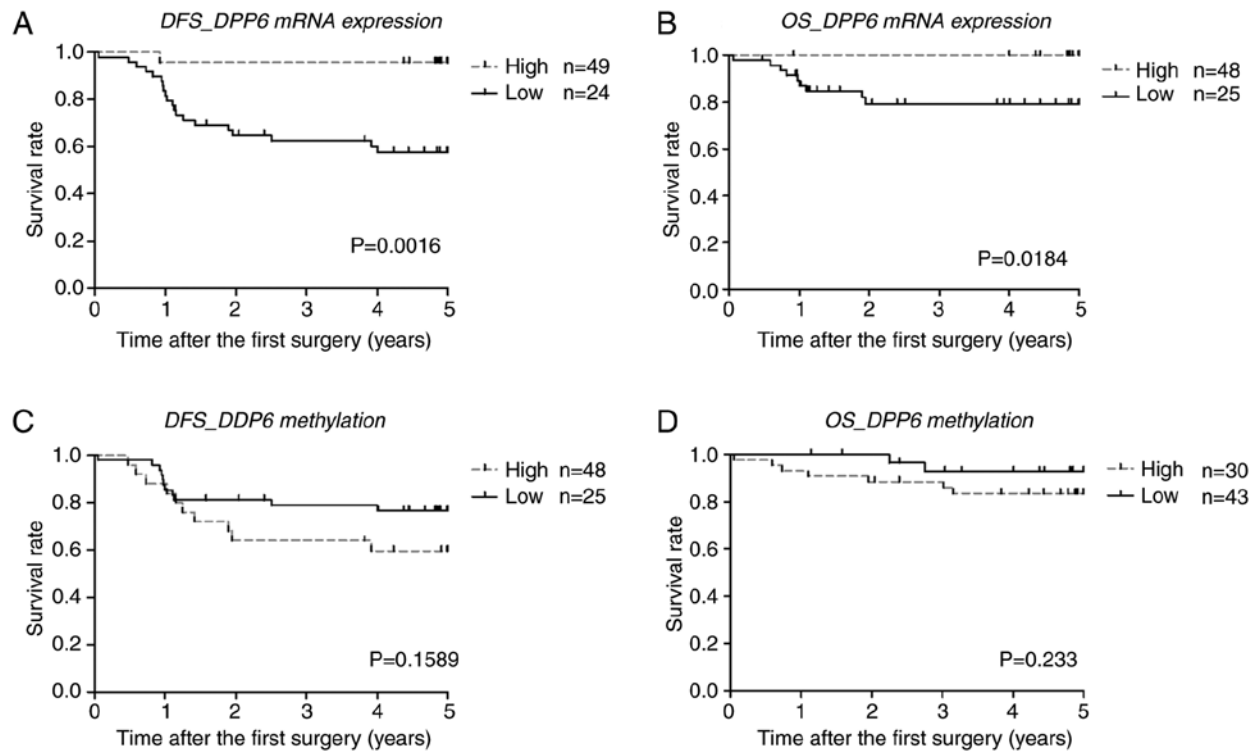 A
DFS_DPP6 mRNA expression
1.0
0.8
0.6
0.4
0.2
0.0
Survival rate
0 1 2 3 4 5
Time after the first surgery (years)
High n=49
Low n=24
P=0.0016
B
OS_DPP6 mRNA expression
1.0
0.8
0.6
0.4
0.2
0.0
Survival rate
0 1 2 3 4 5
Time after the first surgery (years)
High n=48
Low n=25
P=0.0184
C
DFS_DDP6 methylation
1.0
0.8
0.6
0.4
0.2
0.0
Survival rate
0 1 2 3 4 5
Time after the first surgery (years)
High n=48
Low n=25
P=0.1589
D
OS_DPP6 methylation
1.0
0.8
0.6
0.4
0.2
0.0
Survival rate
0 1 2 3 4 5
Time after the first surgery (years)
High n=30
Low n=43
P=0.233